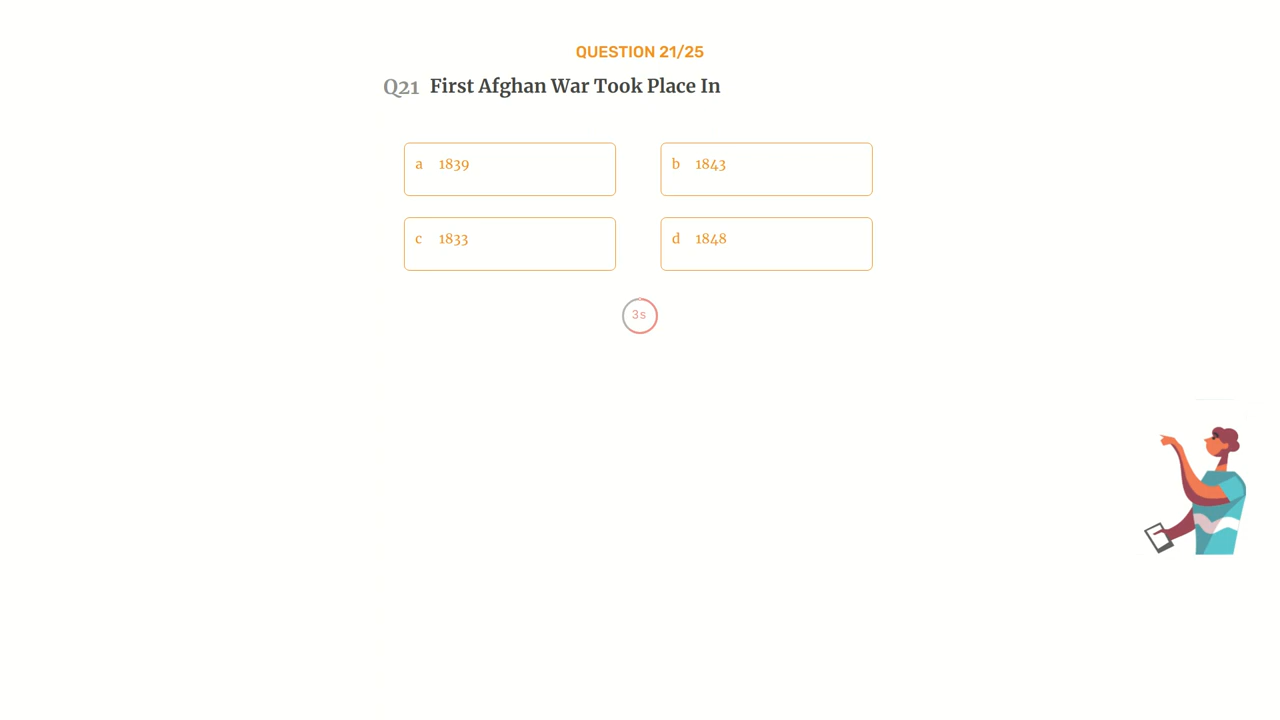 QUESTION 21/25
Q21 First Afghan War Took Place In
a 1839
b 1843
c 1833
d 1848
3s